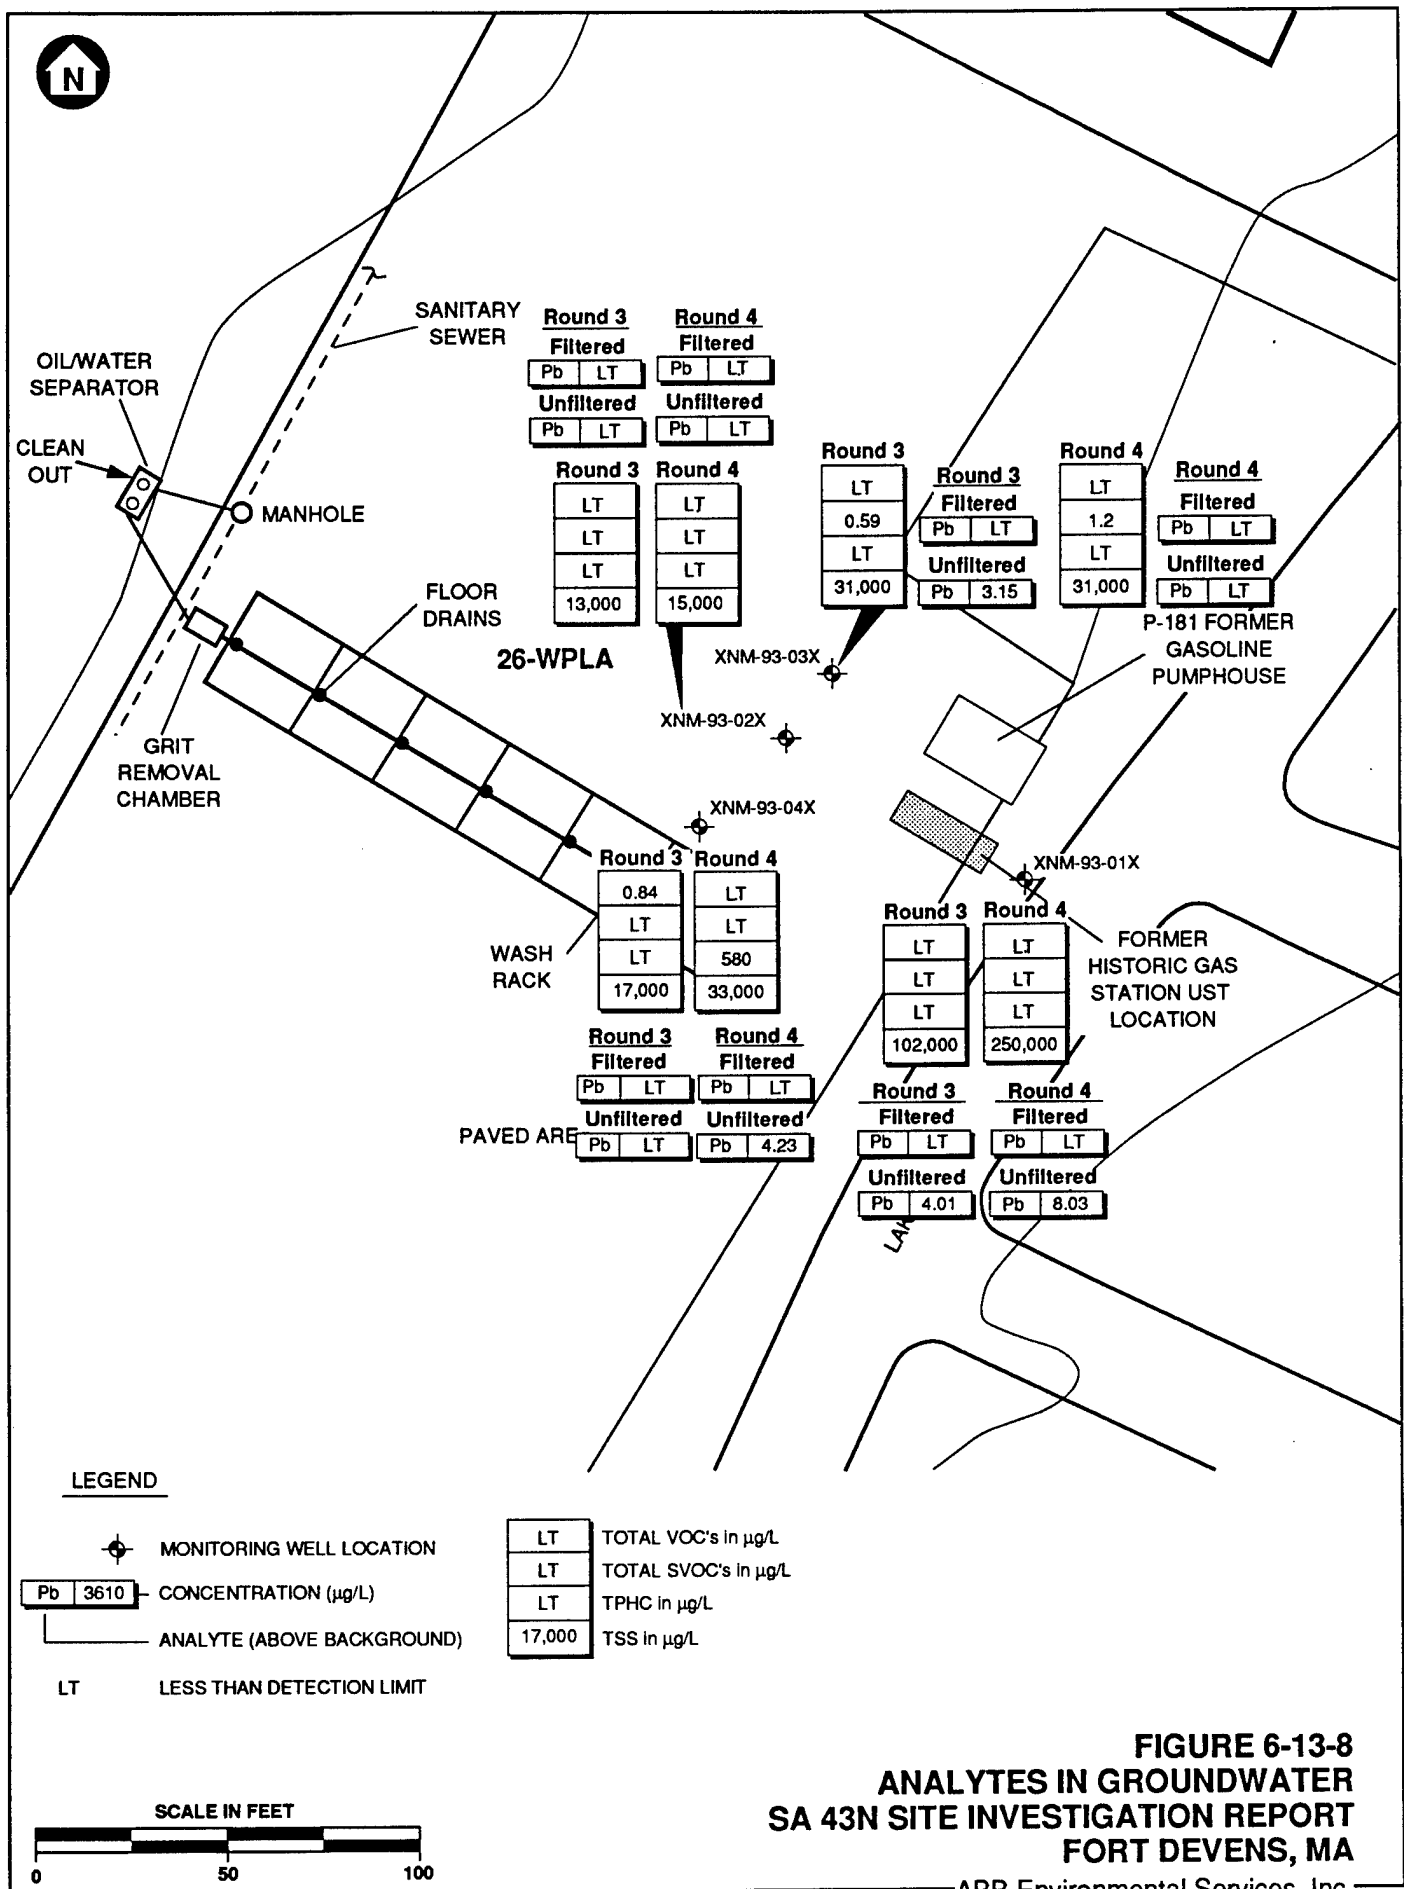 N
SANITARY
SEWER
OIL/WATER
SEPARATOR
CLEAN
OUT
MANHOLE
FLOOR
DRAINS
GRIT
REMOVAL
CHAMBER
26-WPLA
Round 3 Round 4
Filtered Filtered
Pb LT Pb LT
Unfiltered Unfiltered
Pb LT Pb LT
Round 3 Round 4
LT LT
LT LT
LT LT
13,000 15,000
XNM-93-02X
Round 3
LT
0.59
LT
31,000
Round 3
Filtered
Pb LT
Unfiltered
Pb 3.15
Round 4
LT
1.2
LT
31,000
Round 4
Filtered
Pb LT
Unfiltered
Pb LT
XNM-93-03X
P-181 FORMER
GASOLINE
PUMPHOUSE
XNM-93-04X
Round 3 Round 4
0.84 LT
LT LT
LT 580
17,000 33,000
WASH
RACK
Round 3 Round 4
Filtered Filtered
Pb LT Pb LT
Unfiltered Unfiltered
Pb LT Pb 4.23
PAVED ARE
XNM-93-01X
Round 3 Round 4
LT LT
LT LT
LT LT
102,000 250,000
FORMER
HISTORIC GAS
STATION UST
LOCATION
Round 3 Round 4
Filtered Filtered
Pb LT Pb LT
Unfiltered Unfiltered
Pb 4.01 Pb 8.03
LEGEND
MONITORING WELL LOCATION
Pb 3610 CONCENTRATION (µg/L)
ANALYTE (ABOVE BACKGROUND)
LT LESS THAN DETECTION LIMIT
LT TOTAL VOC's in µg/L
LT TOTAL SVOC's in µg/L
LT TPHC in µg/L
17,000 TSS in µg/L
SCALE IN FEET
0 50 100
FIGURE 6-13-8
ANALYTES IN GROUNDWATER
SA 43N SITE INVESTIGATION REPORT
FORT DEVENS, MA
Environmental Services, Inc.